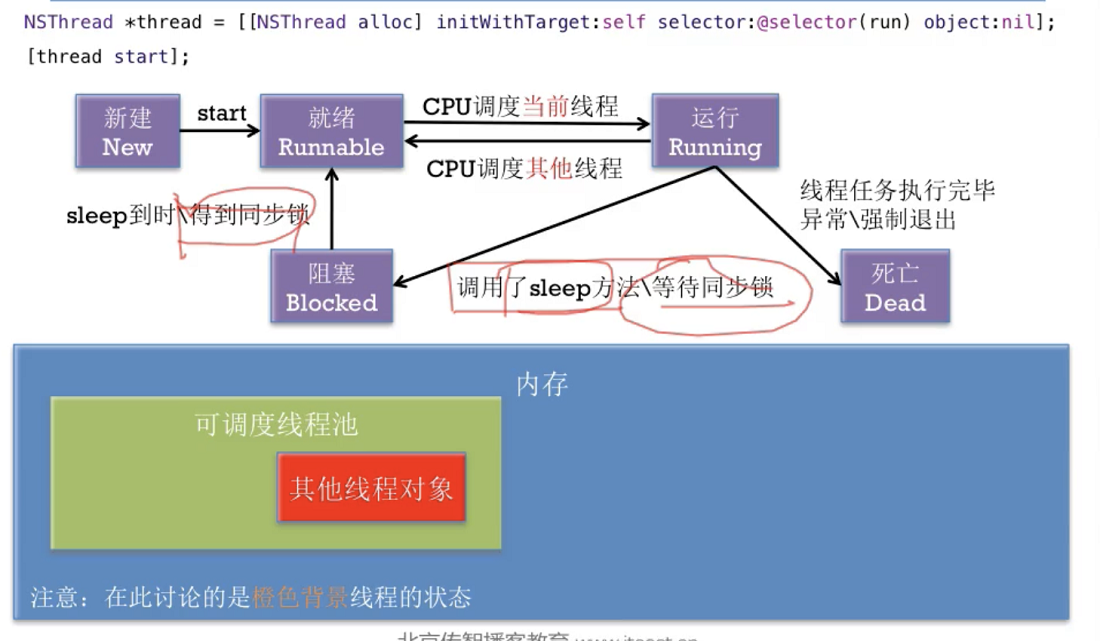 NSThread *thread = [[NSThread alloc] initWithTarget:self selector:@selector(run) object:nil];
[thread start];
新建
New
start
就绪
Runnable
CPU调度当前线程
CPU调度其他线程
运行
Running
sleep到时\得到同步锁
线程任务执行完毕
异常\强制退出
阻塞
Blocked
调用了sleep方法\等待同步锁
死亡
Dead
内存
可调度线程池
其他线程对象
注意：在此讨论的是橙色背景线程的状态